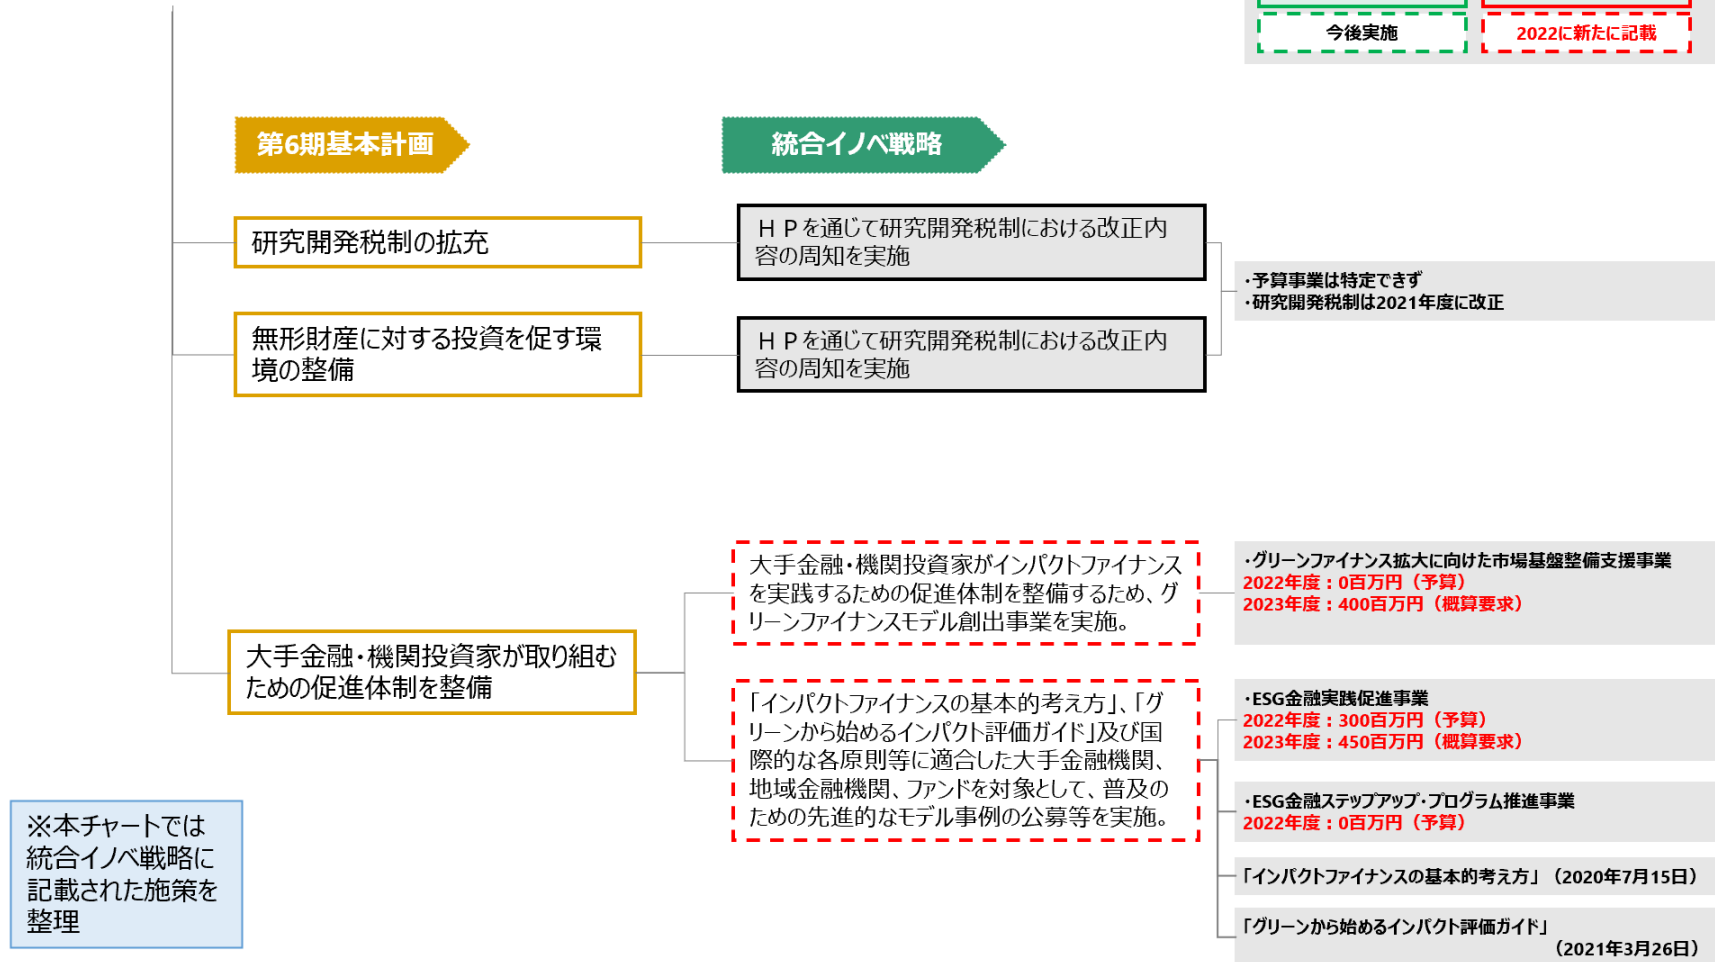 今後実施
2022に新たに記載
第6期基本計画
統合イノベ戦略
研究開発税制の拡充
ＨＰを通じて研究開発税制における改正内
容の周知を実施
・予算事業は特定できず
・研究開発税制は2021年度に改正
無形財産に対する投資を促す環
境の整備
ＨＰを通じて研究開発税制における改正内
容の周知を実施
大手金融・機関投資家が取り組む
ための促進体制を整備
大手金融・機関投資家がインパクトファイナンス
を実践するための促進体制を整備するため、グ
リーンファイナンスモデル創出事業を実施。
・グリーンファイナンス拡大に向けた市場基盤整備支援事業
2022年度：0百万円（予算）
2023年度：400百万円（概算要求）
「インパクトファイナンスの基本的考え方」、「グ
リーンから始めるインパクト評価ガイド」及び国
際的な各原則等に適合した大手金融機関、
地域金融機関、ファンドを対象として、普及の
ための先進的なモデル事例の公募等を実施。
・ESG金融実践促進事業
2022年度：300百万円（予算）
2023年度：450百万円（概算要求）
・ESG金融ステップアップ・プログラム推進事業
2022年度：0百万円（予算）
「インパクトファイナンスの基本的考え方」（2020年7月15日）
「グリーンから始めるインパクト評価ガイド」
（2021年3月26日）
※本チャートでは
統合イノベ戦略に
記載された施策を
整理